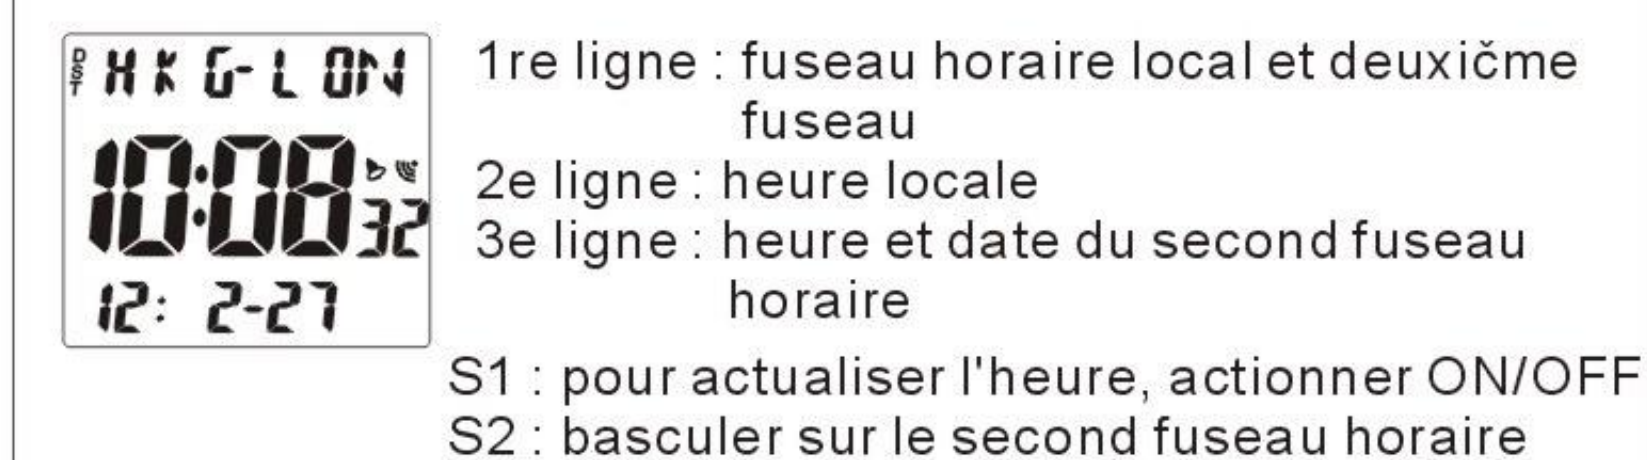 DST HKG-LON
10:08 32
12: 2-27
1re ligne : fuseau horaire local et deuxičme
fuseau
2e ligne : heure locale
3e ligne : heure et date du second fuseau
horaire
S1 : pour actualiser l'heure, actionner ON/OFF
S2 : basculer sur le second fuseau horaire